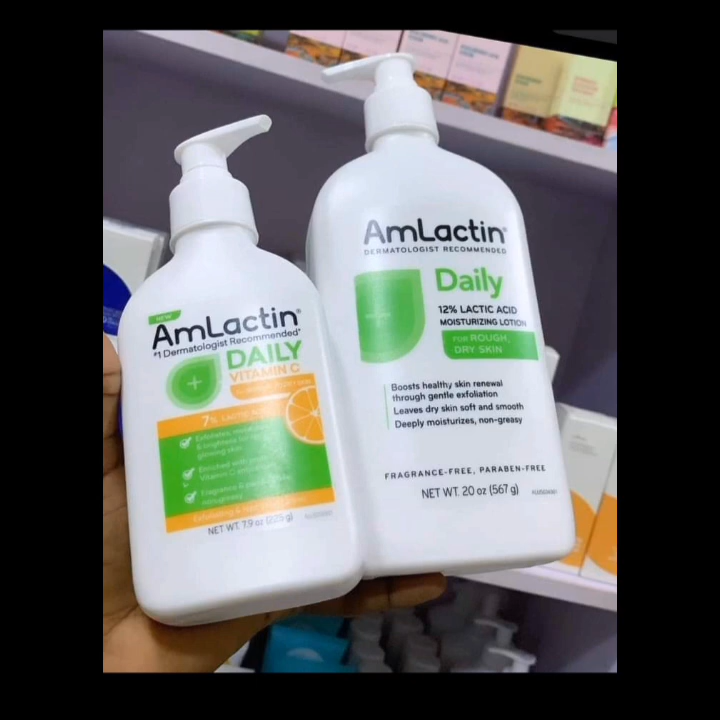 NEW
AmLactin®
#1 Dermatologist Recommended*
DAILY
VITAMIN C
7% LACTIC
Vitamin C
NET WT. 7.9 oz (225 g)
AmLactin®
DERMATOLOGIST RECOMMENDED
Daily
12% LACTIC ACID
MOISTURIZING LOTION
FOR ROUGH,
DRY SKIN
Boosts healthy skin renewal
through gentle exfoliation
Leaves dry skin soft and smooth
Deeply moisturizes, non-greasy
FRAGRANCE-FREE, PARABEN-FREE
NET WT. 20 oz (567 g)